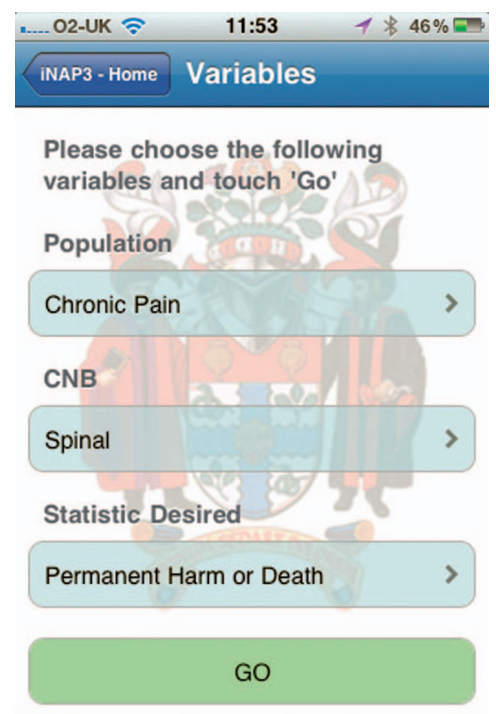 ..... O2-UK 11:53 46%
iNAP3 - Home Variables
Please choose the following
variables and touch 'Go'
Population
Chronic Pain
CNB
Spinal
Statistic Desired
Permanent Harm or Death
GO